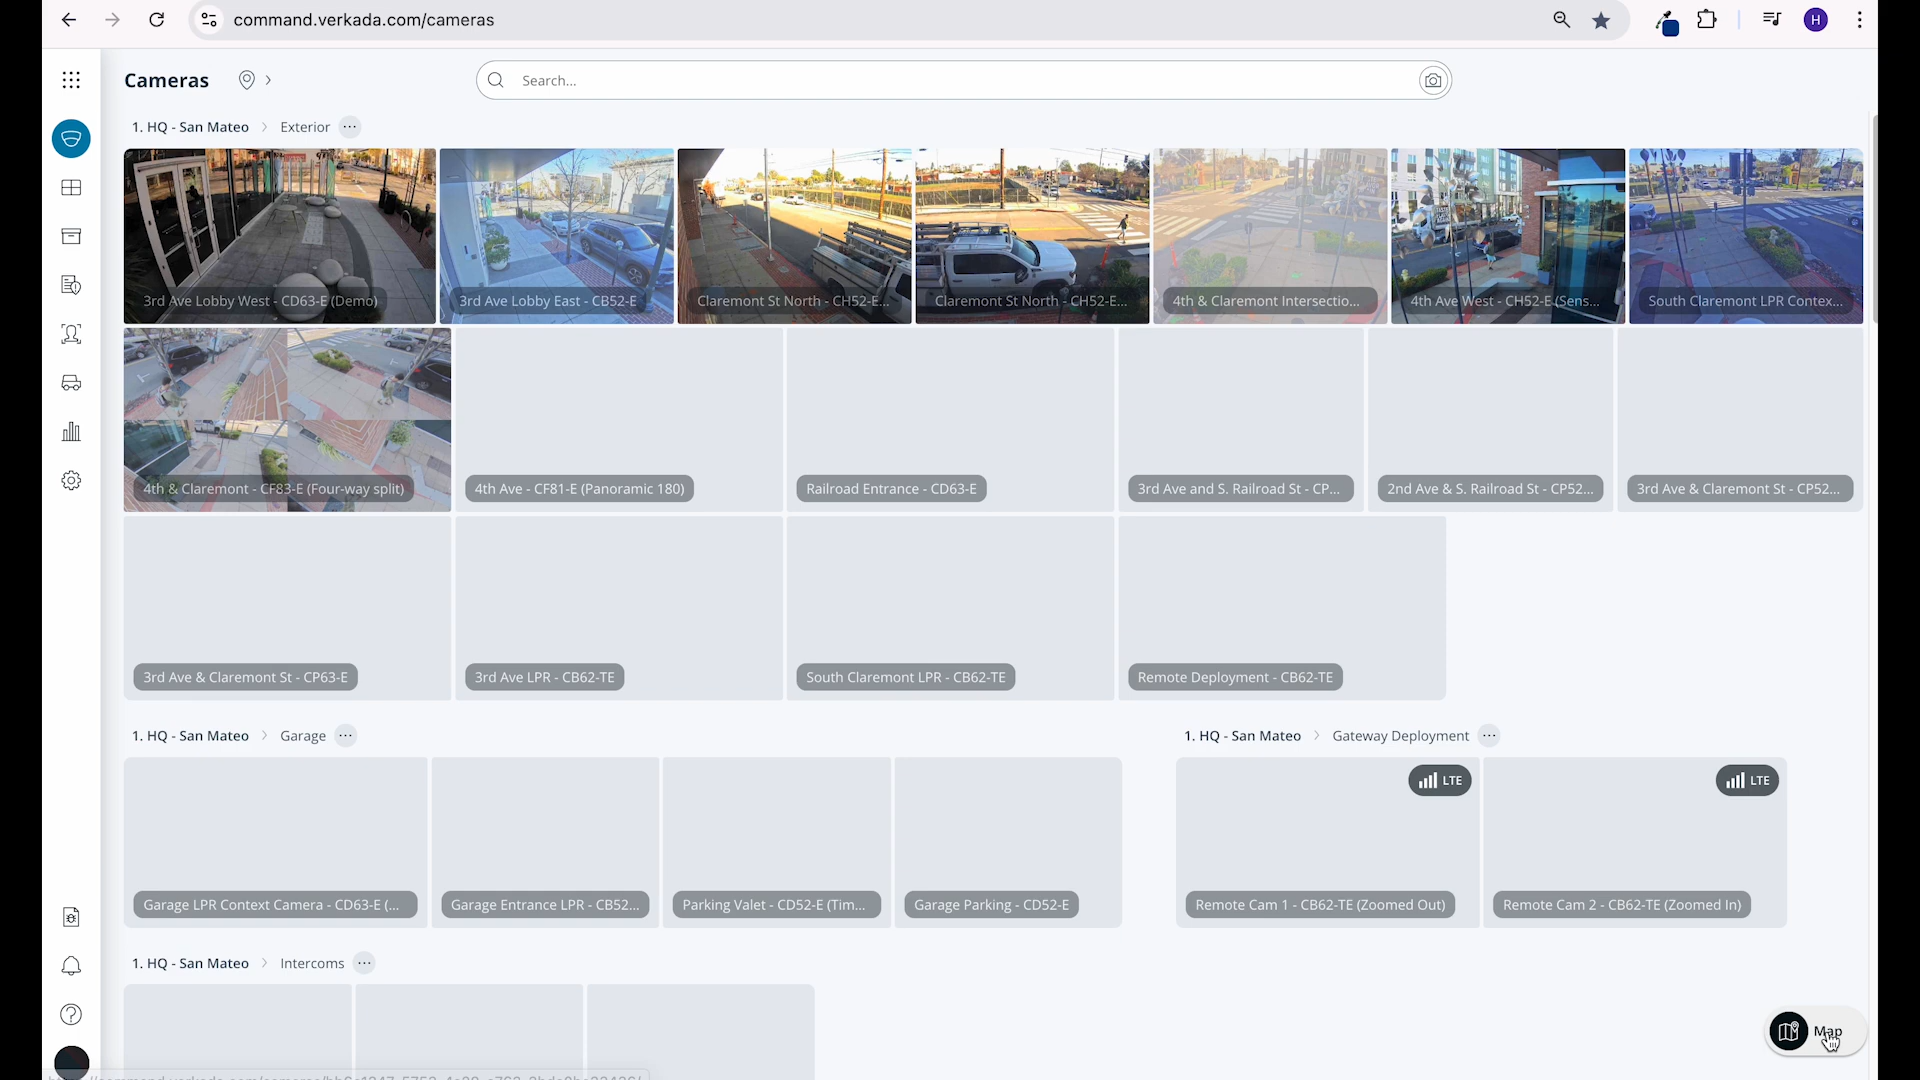 command.verkada.com/cameras
H
Cameras
Search...
1. HQ - San Mateo > Exterior ...
3rd Ave Lobby West - CD63-E (Demo)
3rd Ave Lobby East - CB52-E
Claremont St North - CH52-E...
Claremont St North - CH52-E...
4th & Claremont Intersectio...
4th Ave West - CH52-E (Sens...
South Claremont LPR Contex...
4th & Claremont - CF83-E (Four-way split)
4th Ave - CF81-E (Panoramic 180)
Railroad Entrance - CD63-E
3rd Ave and S. Railroad St - CP...
2nd Ave & S. Railroad St - CP52...
3rd Ave & Claremont St - CP52...
3rd Ave & Claremont St - CP63-E
3rd Ave LPR - CB62-TE
South Claremont LPR - CB62-TE
Remote Deployment - CB62-TE
1. HQ - San Mateo > Garage ...
1. HQ - San Mateo > Gateway Deployment ...
LTE
LTE
Garage LPR Context Camera - CD63-E (...
Garage Entrance LPR - CB52...
Parking Valet - CD52-E (Tim...
Garage Parking - CD52-E
Remote Cam 1 - CB62-TE (Zoomed Out)
Remote Cam 2 - CB62-TE (Zoomed In)
1. HQ - San Mateo > Intercoms ...
Map